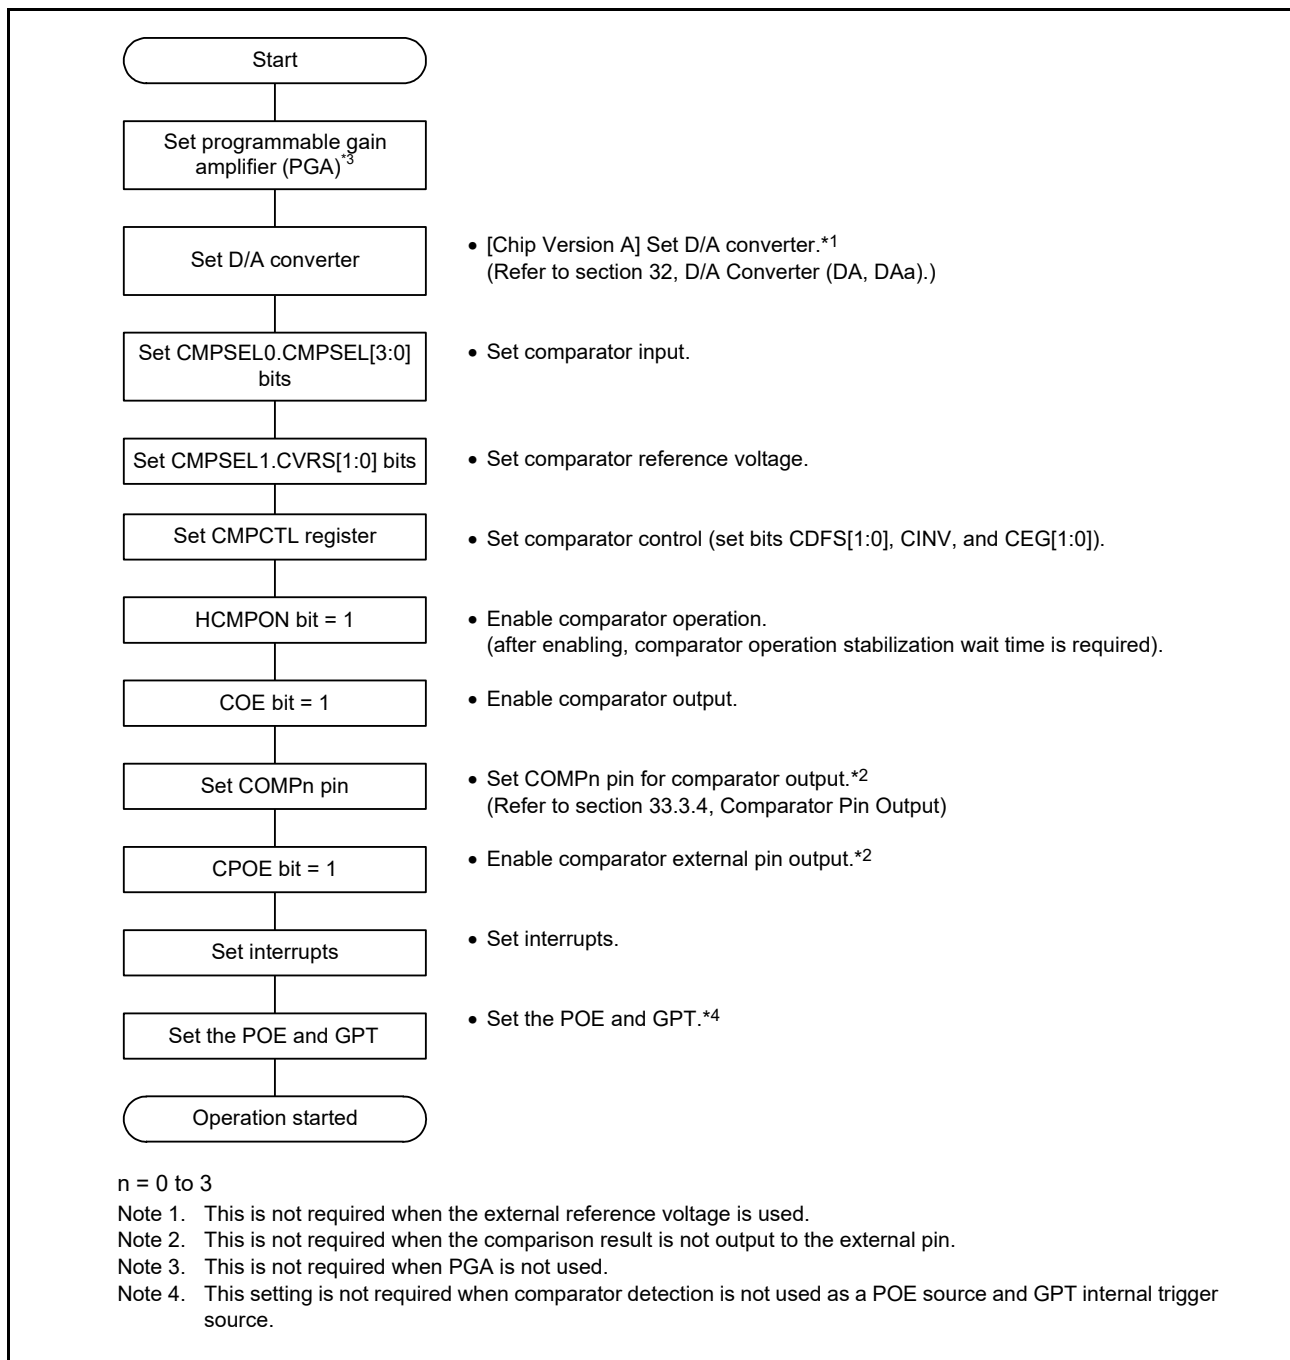 Start
Set programmable gain
amplifier (PGA)*3
Set D/A converter
• [Chip Version A] Set D/A converter.*1
(Refer to section 32, D/A Converter (DA, DAa).)
Set CMPSEL0.CMPSEL[3:0]
bits
• Set comparator input.
Set CMPSEL1.CVRS[1:0] bits
• Set comparator reference voltage.
Set CMPCTL register
• Set comparator control (set bits CDFS[1:0], CINV, and CEG[1:0]).
HCMPON bit = 1
• Enable comparator operation.
(after enabling, comparator operation stabilization wait time is required).
COE bit = 1
• Enable comparator output.
Set COMPn pin
• Set COMPn pin for comparator output.*2
(Refer to section 33.3.4, Comparator Pin Output)
CPOE bit = 1
• Enable comparator external pin output.*2
Set interrupts
• Set interrupts.
Set the POE and GPT
• Set the POE and GPT.*4
Operation started
n = 0 to 3
Note 1. This is not required when the external reference voltage is used.
Note 2. This is not required when the comparison result is not output to the external pin.
Note 3. This is not required when PGA is not used.
Note 4. This setting is not required when comparator detection is not used as a POE source and GPT internal trigger
source.